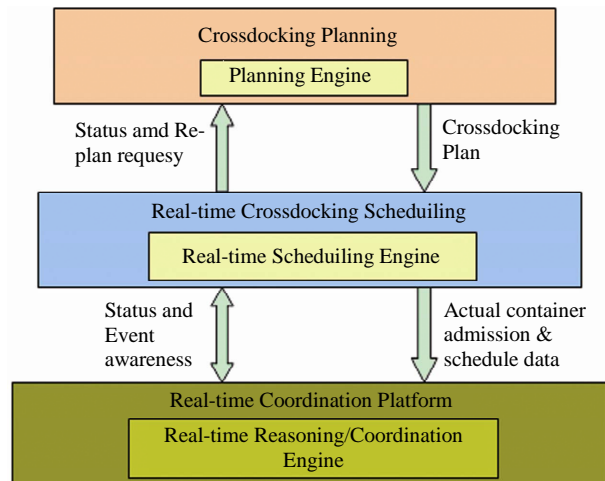 Crossdocking Planning
Planning Engine
Status amd Re-
plan requesy
Crossdocking
Plan
Real-time Crossdocking Scheduiling
Real-time Scheduiling Engine
Status and
Event
awareness
Actual container
admission &
schedule data
Real-time Coordination Platform
Real-time Reasoning/Coordination
Engine